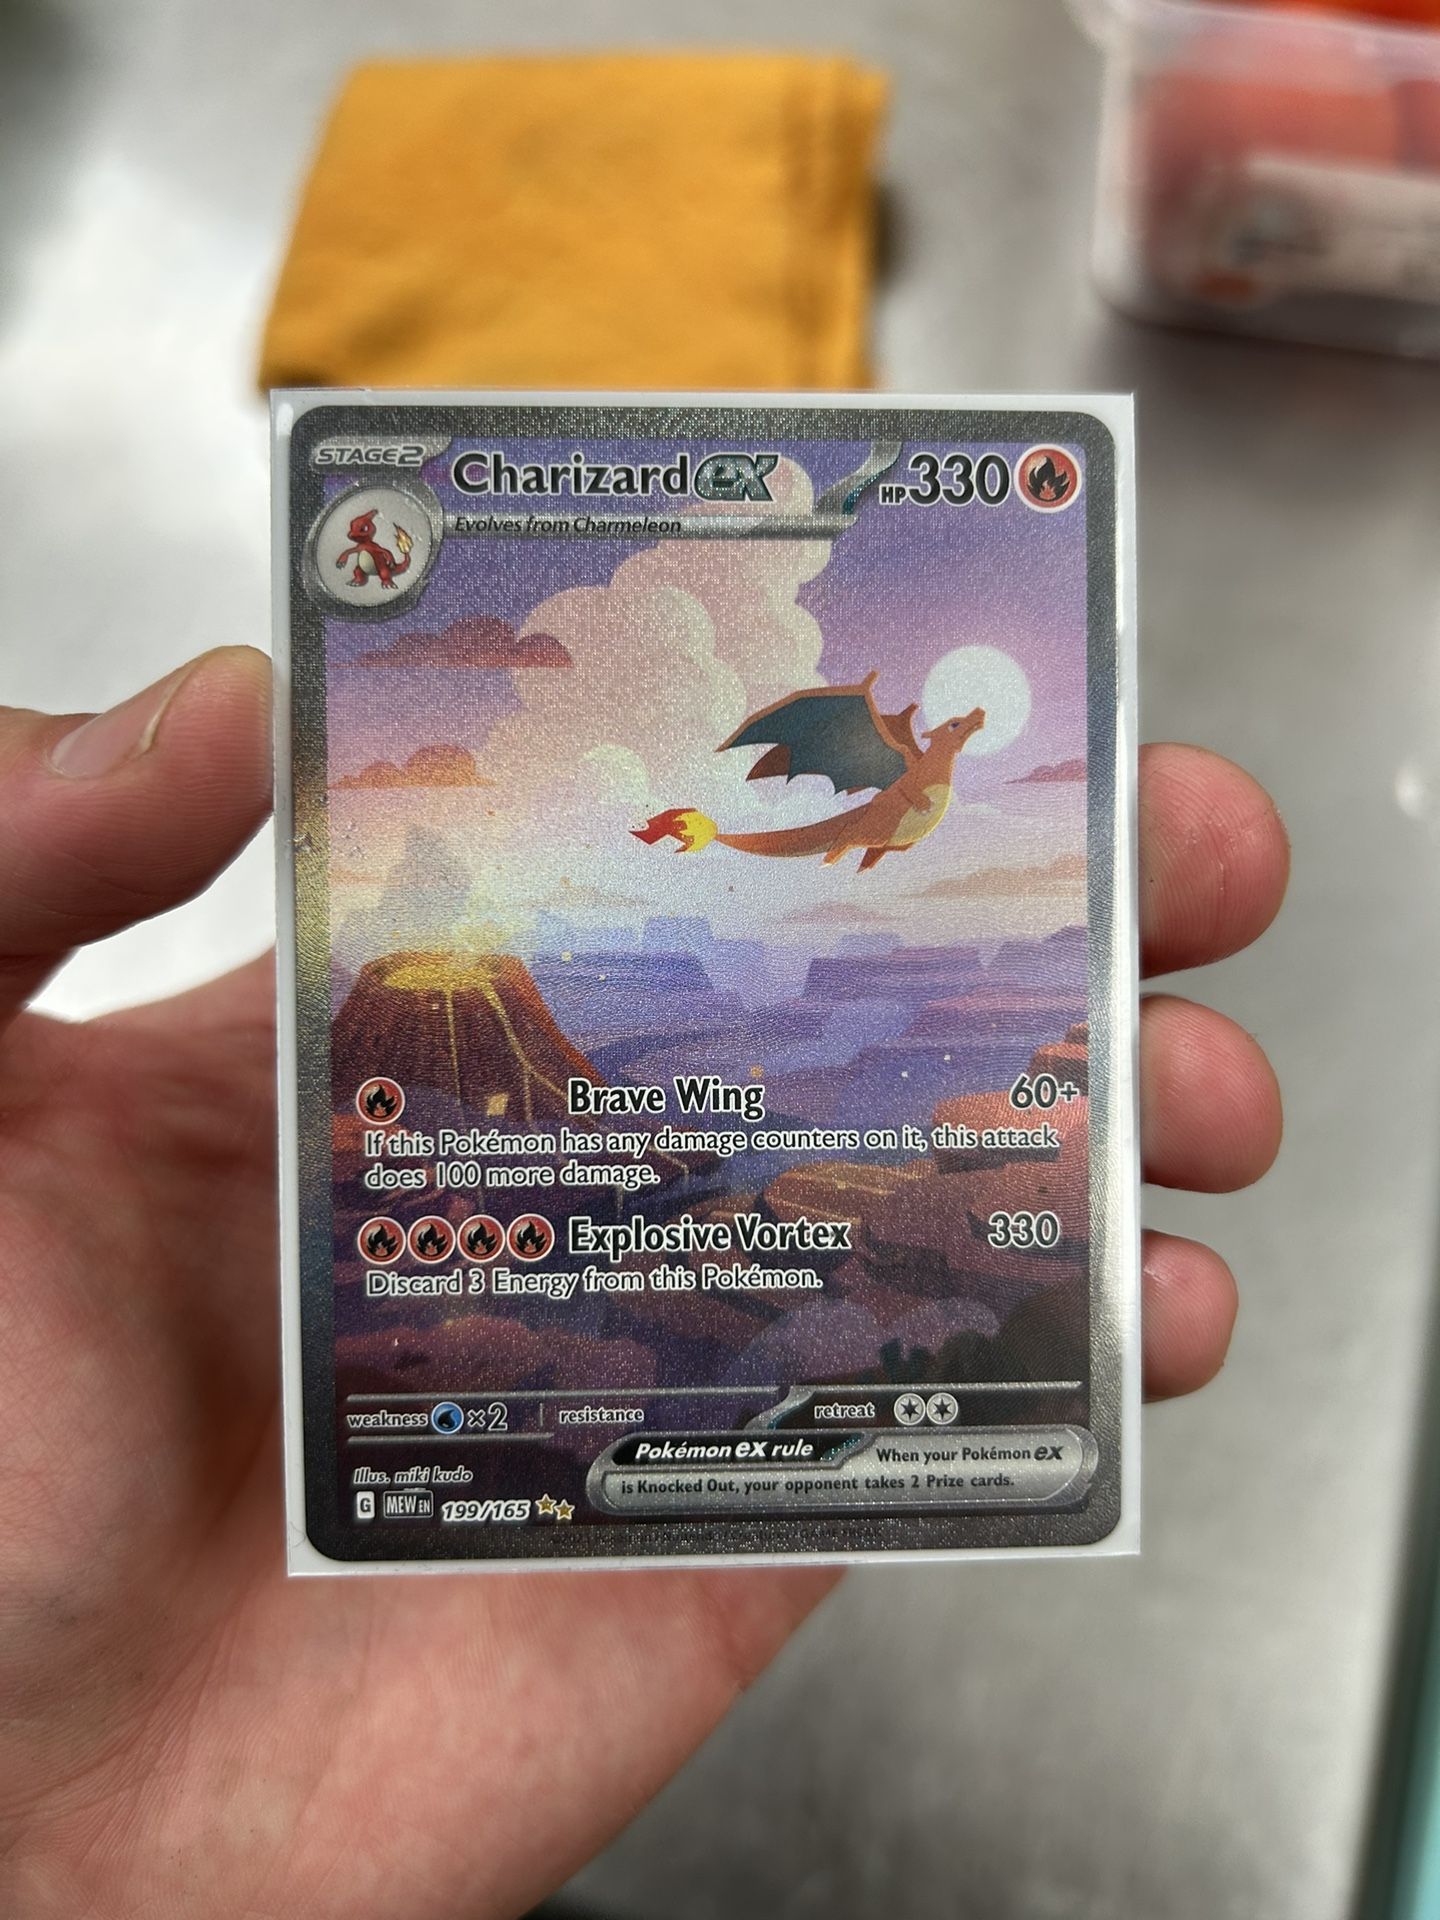 STAGE2
Charizard ex
HP 330
Evolves from Charmeleon
Brave Wing 60+
If this Pokémon has any damage counters on it, this attack
does 100 more damage.
Explosive Vortex 330
Discard 3 Energy from this Pokémon.
weakness ×2 resistance retreat
Pokémon ex rule When your Pokémon ex
is Knocked Out, your opponent takes 2 Prize cards.
Illus. miki kudo
G MEW EN 199/165